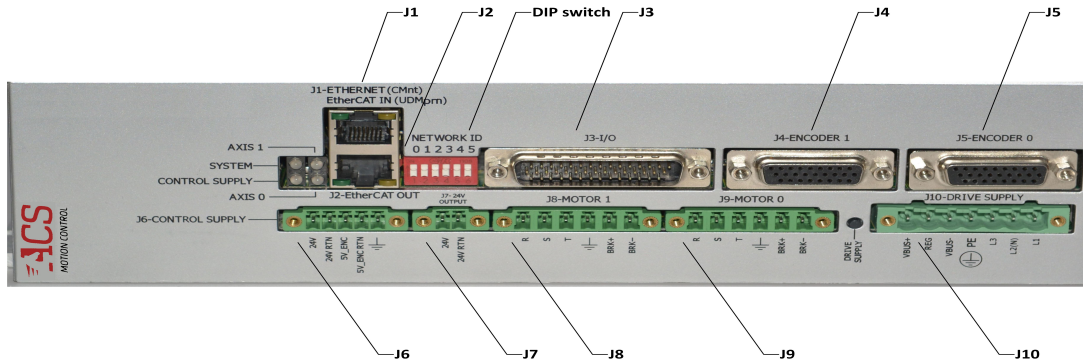 J1
J2
DIP switch
J3
J4
J5
J1-ETHERNET (CMnt)
EtherCAT IN (UDMpm)
NETWORK ID
0 1 2 3 4 5
J3-I/O
J4-ENCODER 1
J5-ENCODER 0
AXIS 1
SYSTEM
CONTROL SUPPLY
AXIS 0
J2-EtherCAT OUT
J7- 24V
OUTPUT
J8-MOTOR 1
J9-MOTOR 0
J10-DRIVE SUPPLY
J6-CONTROL SUPPLY
24V
24V RTN
5V_ENC
5V_ENC RTN
24V
24V RTN
R
S
T
BRK+
BRK-
R
S
T
BRK+
BRK-
DRIVE
SUPPLY
VBUS+
REG
VBUS-
PE
L3
L2(N)
L1
ACS
MOTION CONTROL
J6
J7
J8
J9
J10